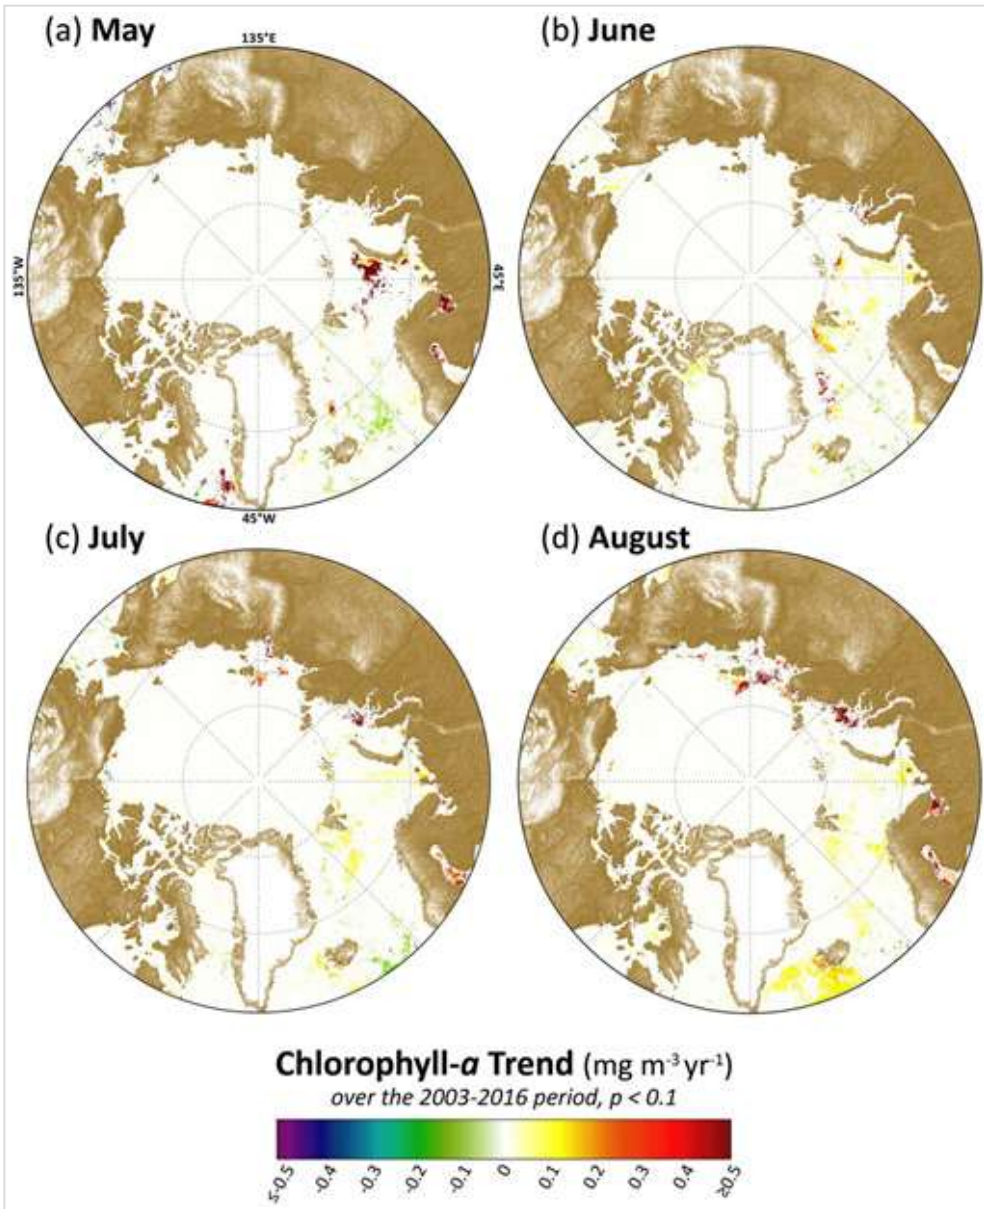 (a) May
(b) June
135°E
135°W
45°E
45°W
(c) July
(d) August
Chlorophyll-a Trend (mg m⁻³ yr⁻¹)
over the 2003-2016 period, p < 0.1
≤-0.5 -0.4 -0.3 -0.2 -0.1 0 0.1 0.2 0.3 0.4 ≥0.5